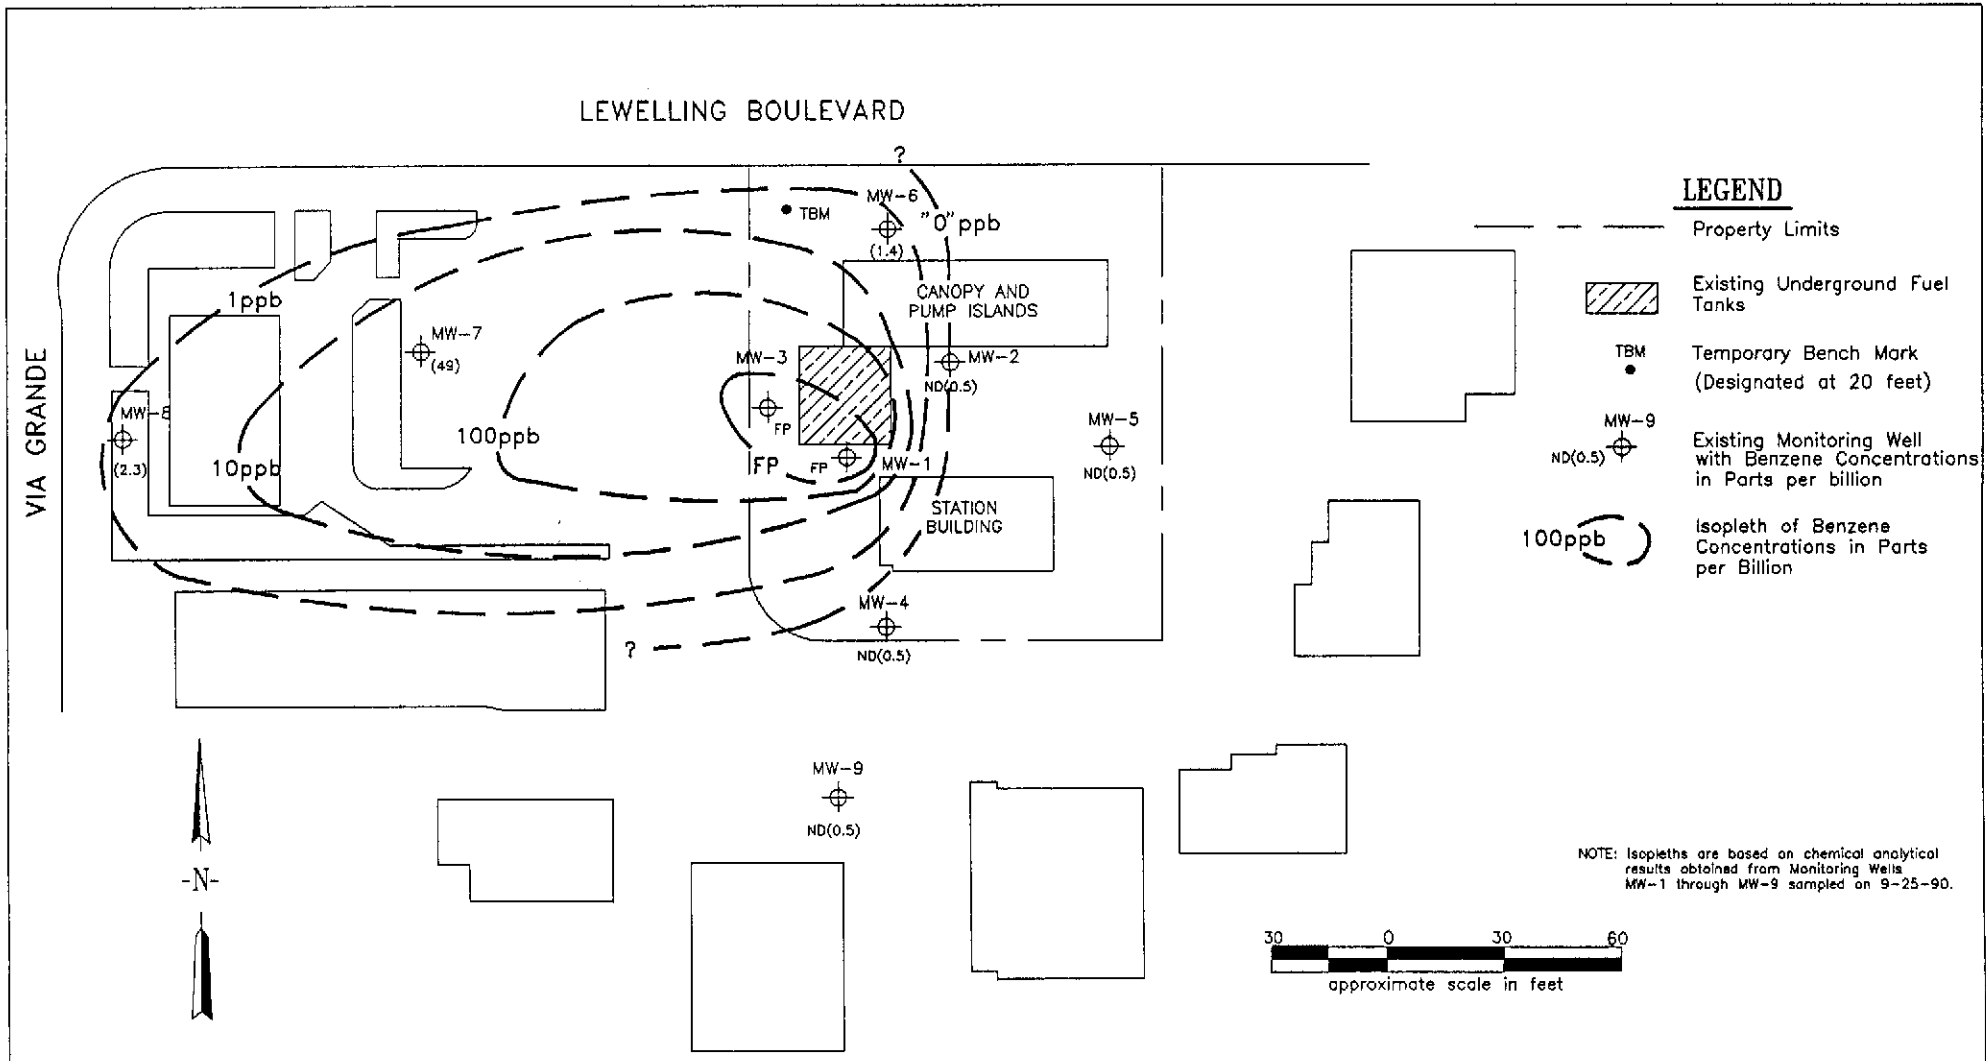 LEWELLING BOULEVARD
?
LEGEND
Property Limits
MW-6
TBM
"0" ppb
(1.4)
Existing Underground Fuel
Tanks
CANOPY AND
PUMP ISLANDS
1ppb
TBM
Temporary Bench Mark
(Designated at 20 feet)
MW-7
(49)
MW-3
MW-2
ND(0.5)
VIA GRANDE
MW-8
(2.3)
10ppb
100ppb
FP
FP
FP
MW-1
MW-5
ND(0.5)
MW-9
ND(0.5)
Existing Monitoring Well
with Benzene Concentrations
in Parts per billion
STATION
BUILDING
100ppb
Isopleth of Benzene
Concentrations in Parts
per Billion
MW-4
ND(0.5)
?
MW-9
ND(0.5)
-N-
NOTE: Isopleths are based on chemical analytical
results obtained from Monitoring Wells
MW-1 through MW-9 sampled on 9-25-90.
30 0 30 60
approximate scale in feet